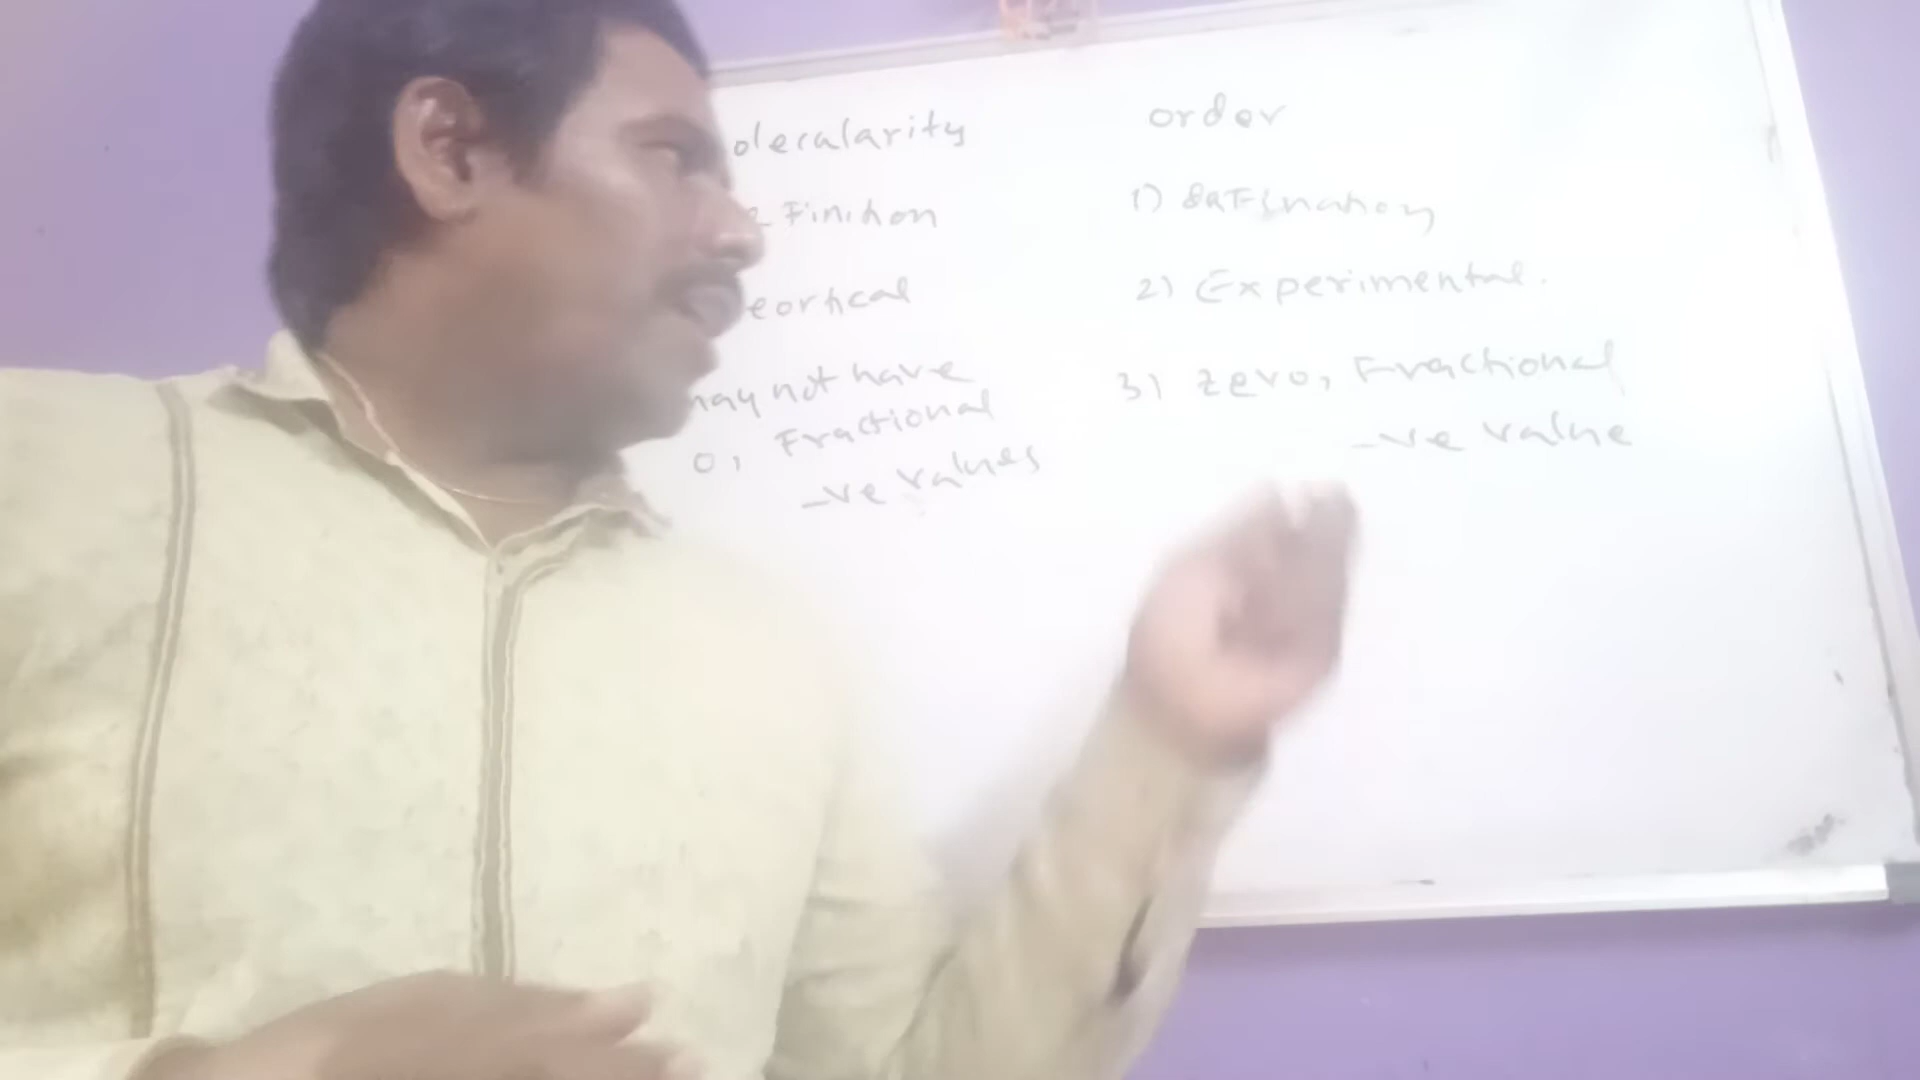 olecalarity
Finition
eortical
may not have
0, Fractional
-ve values
order
1) Defination
2) Experimental.
3) Zero, Fractional
-ve value